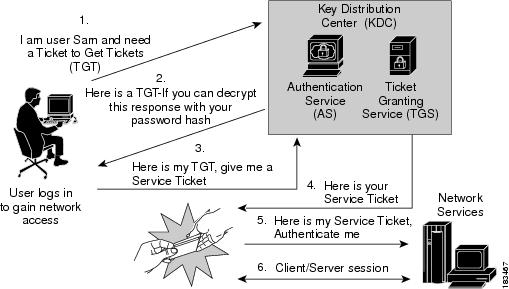 1.
I am user Sam and need
a Ticket to Get Tickets
(TGT)
Key Distribution
Center (KDC)
2.
Here is a TGT-If you can decrypt
this response with your
password hash
Authentication
Service
(AS)
Ticket
Granting
Service (TGS)
3.
Here is my TGT, give me a
Service Ticket
User logs in
to gain network
access
4. Here is your
Service Ticket
Network
Services
5. Here is my Service Ticket,
Authenticate me
6. Client/Server session
183467